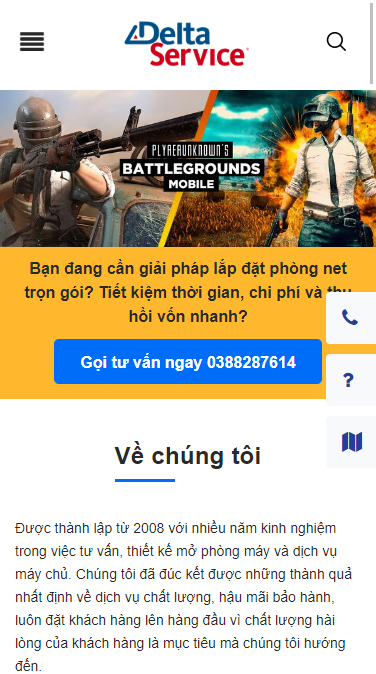 Delta
Service
PLYRERUNKNOWN'S
BATTLEGROUNDS
MOBILE
Bạn đang cần giải pháp lắp đặt phòng net
trọn gói? Tiết kiệm thời gian, chi phí và thu
hồi vốn nhanh?
Gọi tư vấn ngay 0388287614
?
Về chúng tôi
Được thành lập từ 2008 với nhiều năm kinh nghiệm
trong việc tư vấn, thiết kế mở phòng máy và dịch vụ
máy chủ. Chúng tôi đã đúc kết được những thành quả
nhất định về dịch vụ chất lượng, hậu mãi bảo hành,
luôn đặt khách hàng lên hàng đầu vì chất lượng hài
lòng của khách hàng là mục tiêu mà chúng tôi hướng
đến.